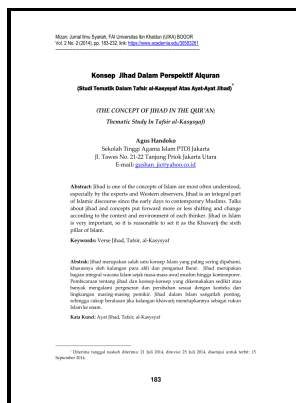 Mizan; Jurnal Ilmu Syariah, FAI Universitas Ibn Khaldun (UIKA) BOGOR
Vol. 2 No. 2 (2014), pp. 183-232, link: https://www.academia.edu/30583261
Konsep Jihad Dalam Perspektif Alquran
(Studi Tematik Dalam Tafsir al-Kasysyaf Atas Ayat-Ayat Jihad)*
(THE CONCEPT OF JIHAD IN THE QUR'AN;
Thematic Study In Tafsir al-Kasysyaf)
Agus Handoko
Sekolah Tinggi Agama Islam PTDI Jakarta
Jl. Tawes No. 21-22 Tanjung Priok Jakarta Utara
E-mail: gushan_jie@yahoo.co.id
Abstract: Jihad is one of the concepts of Islam are most often understood,
especially by the experts and Western observers. Jihad is an integral part
of Islamic discourse since the early days to contemporary Muslims. Talks
about jihad and concepts put forward more or less shifting and change
according to the context and environment of each thinker. Jihad in Islam
is very important, so it is reasonable to set it as the Khawarij the sixth
pillar of Islam.
Keywords: Verse Jihad, Tafsir, al-Kasysyaf
Abstrak: Jihad merupakan salah satu konsep Islam yang paling sering dipahami,
khususnya oleh kalangan para ahli dan pengamat Barat. Jihad merupakan
bagian integral wacana Islam sejak masa-masa awal muslim hingga kontemporer.
Pembicaraan tentang jihad dan konsep-konsep yang dikemukakan sedikit atau
banyak mengalami pergeseran dan perubahan sesuai dengan konteks dan
lingkungan masing-masing pemikir. Jihad dalam Islam sangatlah penting,
sehingga cukup beralasan jika kalangan khawarij menetapkannya sebagai rukun
Islam ke enam.
Kata Kunci: Ayat Jihad, Tafsir, al-Kasysyaf
* Diterima tanggal naskah diterima: 21 Juli 2014, direvisi: 25 Juli 2014, disetujui untuk terbit: 15
September 2014.
183